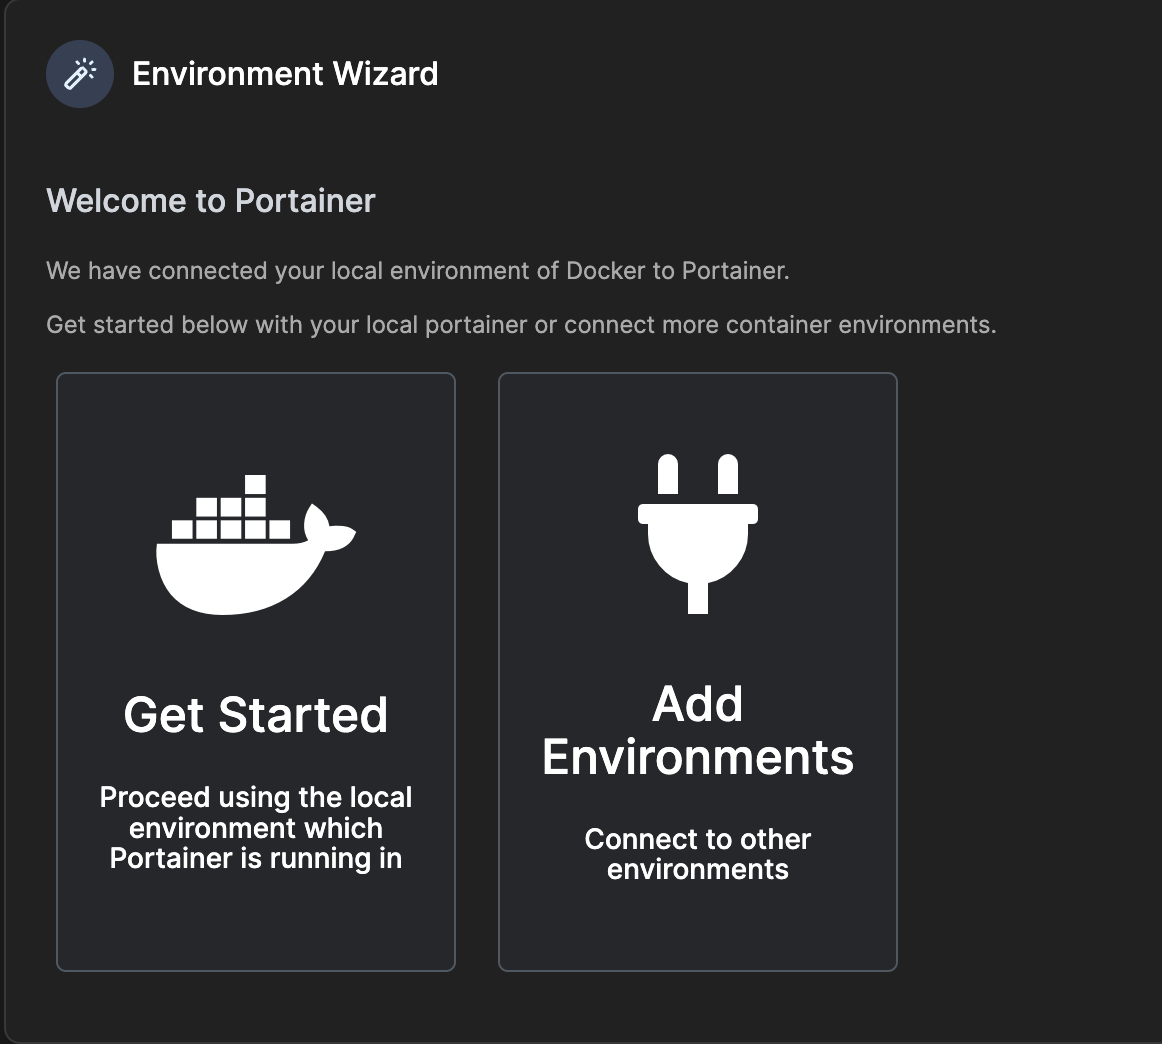 Environment Wizard
Welcome to Portainer
We have connected your local environment of Docker to Portainer.
Get started below with your local portainer or connect more container environments.
Get Started
Proceed using the local
environment which
Portainer is running in
Add
Environments
Connect to other
environments